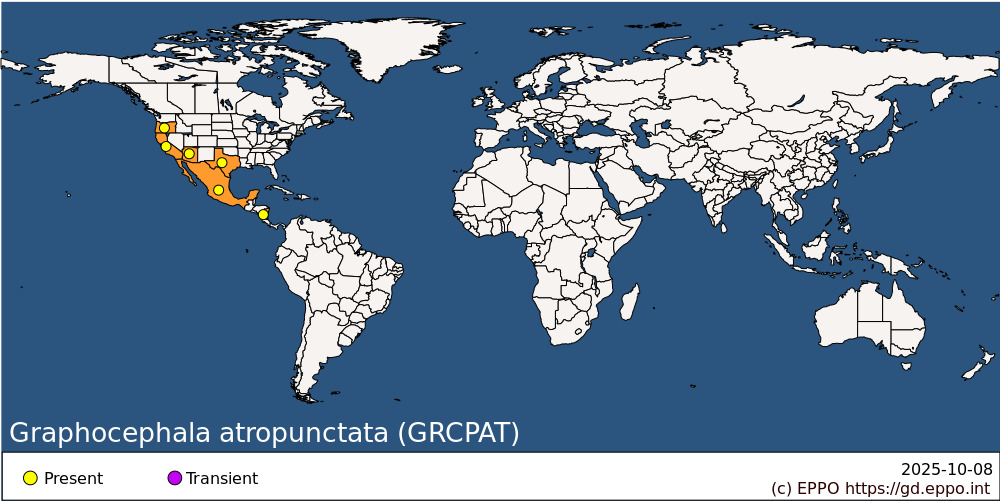 Graphocephala atropunctata (GRCPAT)
Present
Transient
2025-10-08
(c) EPPO https://gd.eppo.int